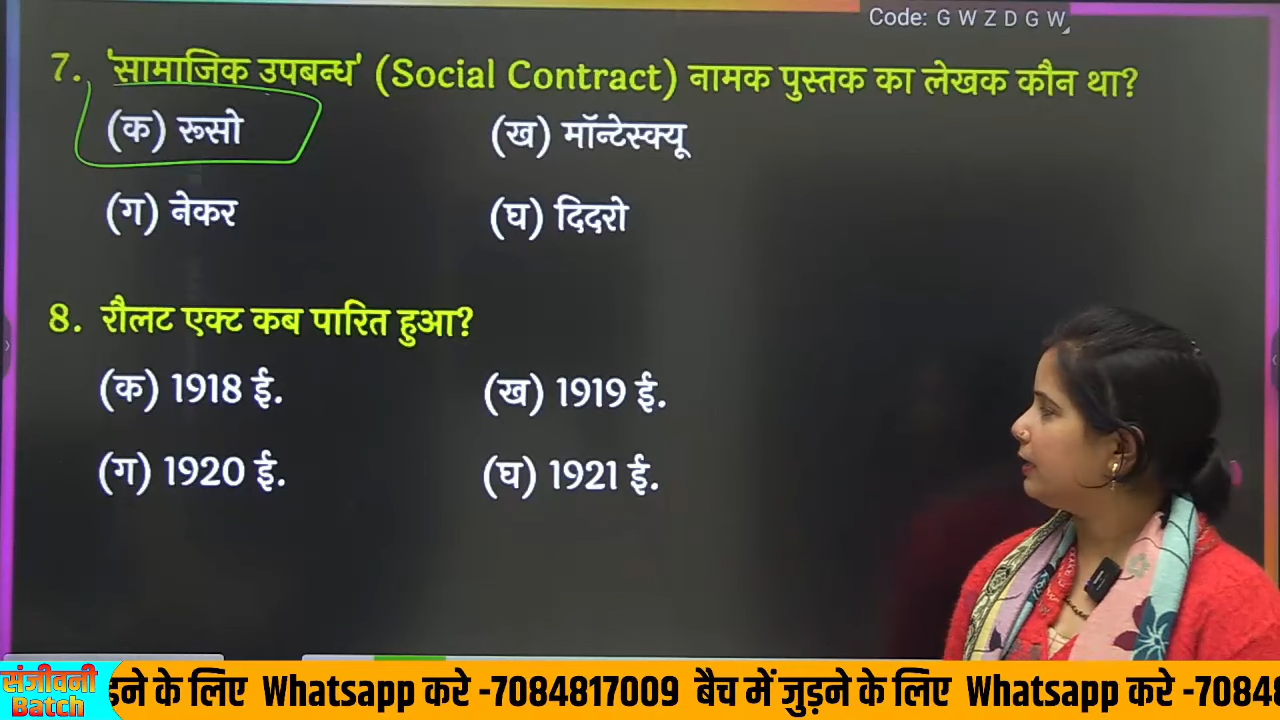 Code: G W Z D G W
7. 'सामाजिक उपबन्ध' (Social Contract) नामक पुस्तक का लेखक कौन था?
(क) रूसो (ख) मॉन्टेस्क्यू
(ग) नेकर (घ) दिदरो
8. रौलट एक्ट कब पारित हुआ?
(क) 1918 ई. (ख) 1919 ई.
(ग) 1920 ई. (घ) 1921 ई.
संजीवनी
Batch
ड़ने के लिए Whatsapp करे -7084817009 बैच में जुड़ने के लिए Whatsapp करे -7084